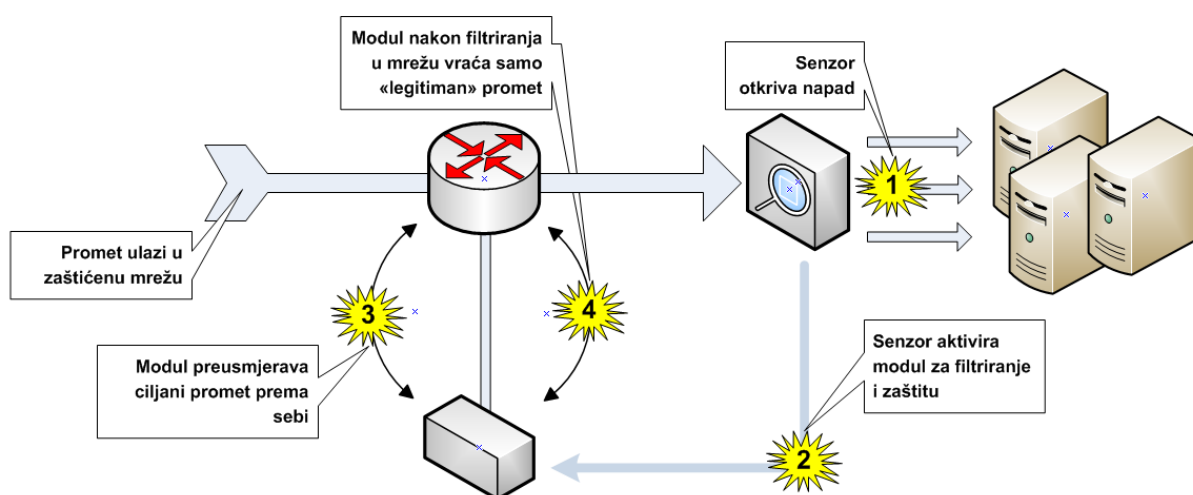 Modul nakon filtriranja
u mrežu vraća samo
«legitiman» promet
Senzor
otkriva napad
1
Promet ulazi u
zaštićenu mrežu
3
4
Modul preusmjerava
ciljani promet prema
sebi
Senzor aktivira
modul za filtriranje
i zaštitu
2